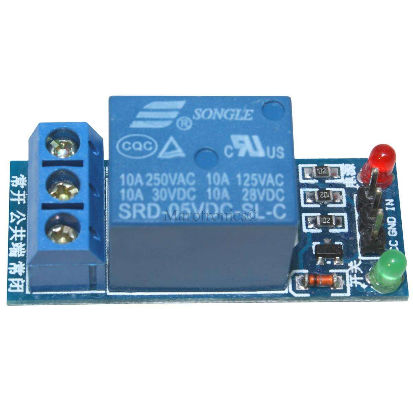 SONGLE
®
CQC
C US
10A 250VAC 10A 125VAC
10A 30VDC 10A 28VDC
SRD-05VDC-SL-C
常开 公共端 常闭
GND IN
开关